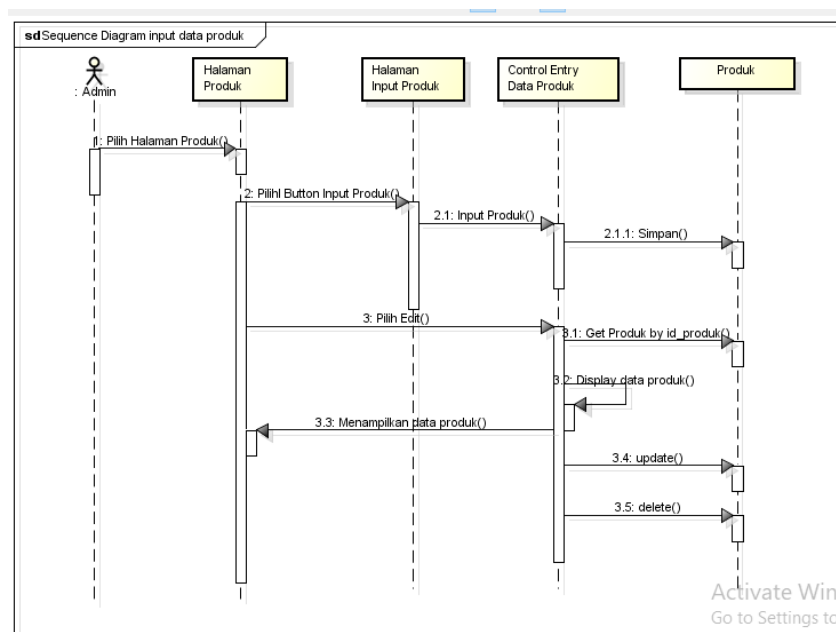 sd Sequence Diagram input data produk
: Admin
Halaman
Produk
Halaman
Input Produk
Control Entry
Data Produk
Produk
1: Pilih Halaman Produk()
2: PilihI Button Input Produk()
2.1: Input Produk()
2.1.1: Simpan()
3: Pilih Edit()
3.1: Get Produk by id_produk()
3.2: Display data produk()
3.3: Menampilkan data produk()
3.4: update()
3.5: delete()
Activate Win
Go to Settings to